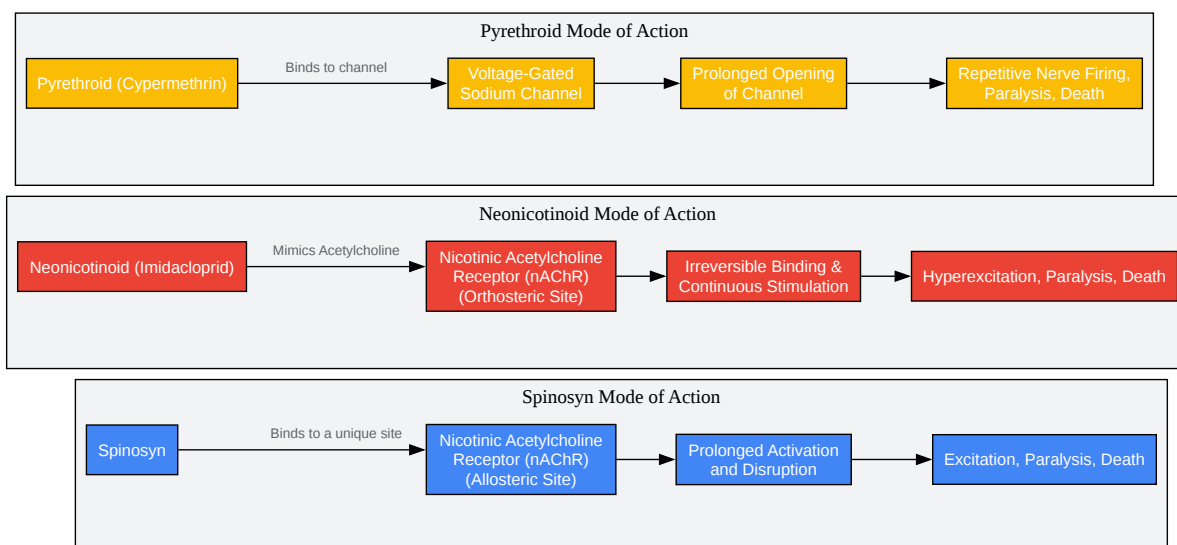 Pyrethroid Mode of Action
Pyrethroid (Cypermethrin)
Binds to channel
Voltage-Gated
Sodium Channel
Prolonged Opening
of Channel
Repetitive Nerve Firing,
Paralysis, Death
Neonicotinoid Mode of Action
Neonicotinoid (Imidacloprid)
Mimics Acetylcholine
Nicotinic Acetylcholine
Receptor (nAChR)
(Orthosteric Site)
Irreversible Binding &
Continuous Stimulation
Hyperexcitation, Paralysis, Death
Spinosyn Mode of Action
Spinosyn
Binds to a unique site
Nicotinic Acetylcholine
Receptor (nAChR)
(Allosteric Site)
Prolonged Activation
and Disruption
Excitation, Paralysis, Death